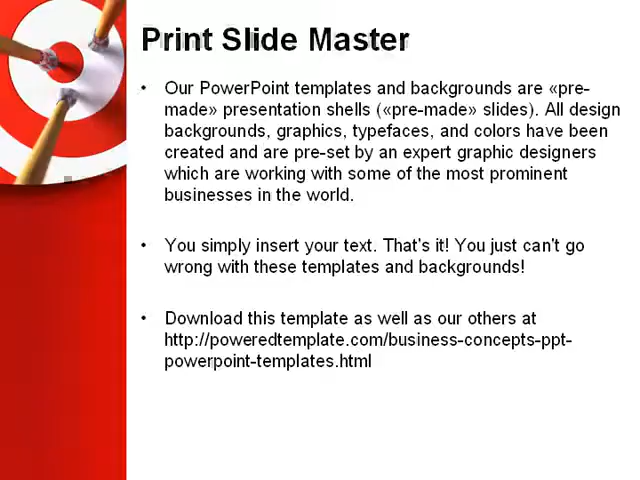 Print Slide Master
• Our PowerPoint templates and backgrounds are «pre-
made» presentation shells («pre-made» slides). All design
backgrounds, graphics, typefaces, and colors have been
created and are pre-set by an expert graphic designers
which are working with some of the most prominent
businesses in the world.
• You simply insert your text. That's it! You just can't go
wrong with these templates and backgrounds!
• Download this template as well as our others at
http://poweredtemplate.com/business-concepts-ppt-
powerpoint-templates.html